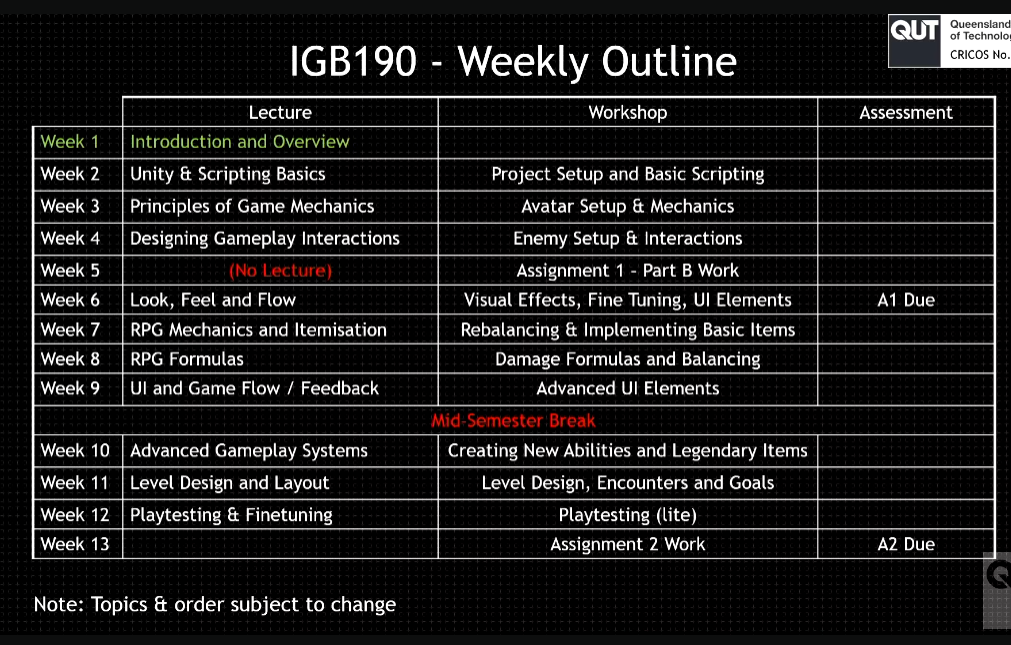 QUT
Queensland
of Technolog
CRICOS No.
IGB190 - Weekly Outline
Lecture Workshop Assessment
Week 1 Introduction and Overview
Week 2 Unity & Scripting Basics Project Setup and Basic Scripting
Week 3 Principles of Game Mechanics Avatar Setup & Mechanics
Week 4 Designing Gameplay Interactions Enemy Setup & Interactions
Week 5 (No Lecture) Assignment 1 - Part B Work
Week 6 Look, Feel and Flow Visual Effects, Fine Tuning, UI Elements A1 Due
Week 7 RPG Mechanics and Itemisation Rebalancing & Implementing Basic Items
Week 8 RPG Formulas Damage Formulas and Balancing
Week 9 UI and Game Flow / Feedback Advanced UI Elements
Mid-Semester Break
Week 10 Advanced Gameplay Systems Creating New Abilities and Legendary Items
Week 11 Level Design and Layout Level Design, Encounters and Goals
Week 12 Playtesting & Finetuning Playtesting (lite)
Week 13 Assignment 2 Work A2 Due
Q
Note: Topics & order subject to change